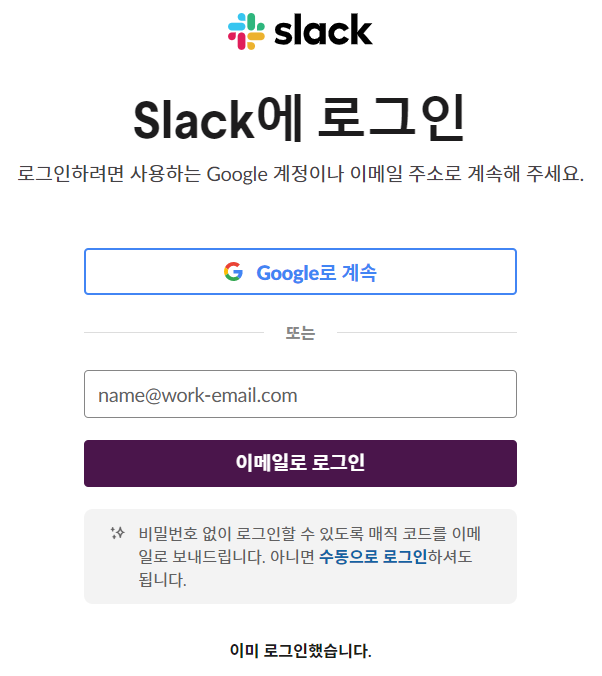 slack
Slack에 로그인
로그인하려면 사용하는 Google 계정이나 이메일 주소로 계속해 주세요.
Google로 계속
또는
name@work-email.com
이메일로 로그인
비밀번호 없이 로그인할 수 있도록 매직 코드를 이메
일로 보내드립니다. 아니면 수동으로 로그인하셔도
됩니다.
이미 로그인했습니다.